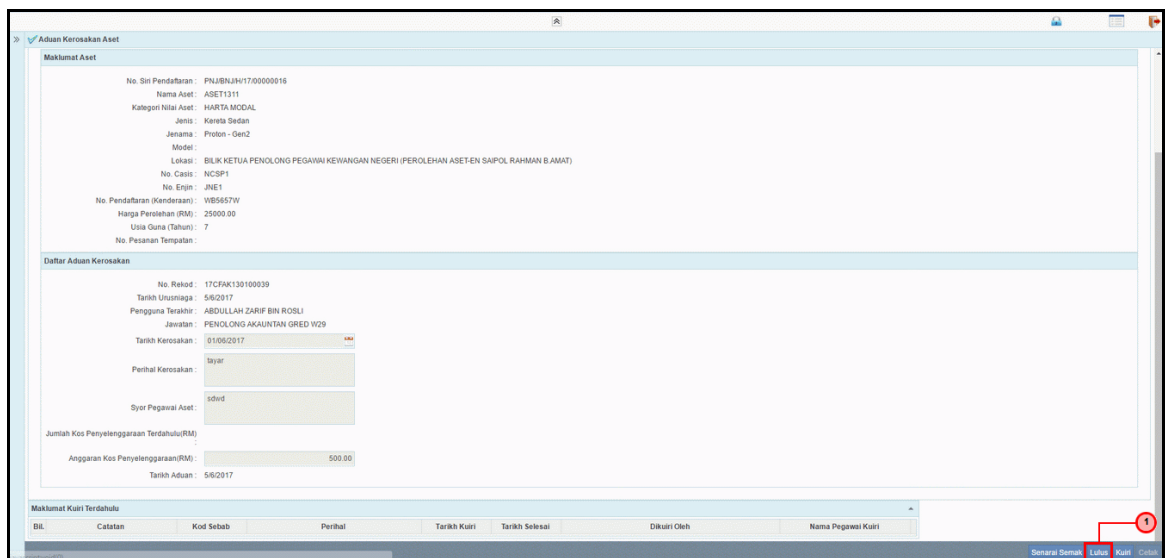 Aduan Kerosakan Aset
Maklumat Aset
No. Siri Pendaftaran : PNJ/BNJ/H/17/00000016
Nama Aset : ASET1311
Kategori Nilai Aset : HARTA MODAL
Jenis : Kereta Sedan
Jenama : Proton - Gen2
Model :
Lokasi : BILIK KETUA PENOLONG PEGAWAI KEWANGAN NEGERI (PEROLEHAN ASET-EN SAIPOL RAHMAN B.AMAT)
No. Casis : NCSP1
No. Enjin : JNE1
No. Pendaftaran (Kenderaan) : WB5657W
Harga Perolehan (RM) : 25000.00
Usia Guna (Tahun) : 7
No. Pesanan Tempatan :
Daftar Aduan Kerosakan
No. Rekod : 17CFAK130100039
Tarikh Urusniaga : 5/6/2017
Pengguna Terakhir : ABDULLAH ZARIF BIN ROSLI
Jawatan : PENOLONG AKAUNTAN GRED W29
Tarikh Kerosakan : 01/06/2017
Perihal Kerosakan : tayar
Syor Pegawai Aset : sdwd
Jumlah Kos Penyelenggaraan Terdahulu(RM)
:
Anggaran Kos Penyelenggaraan(RM) : 500.00
Tarikh Aduan : 5/6/2017
Maklumat Kuiri Terdahulu
Bil. Catatan Kod Sebab Perihal Tarikh Kuiri Tarikh Selesai Dikuiri Oleh Nama Pegawai Kuiri
1
Senarai Semak Lulus Kuiri Cetak